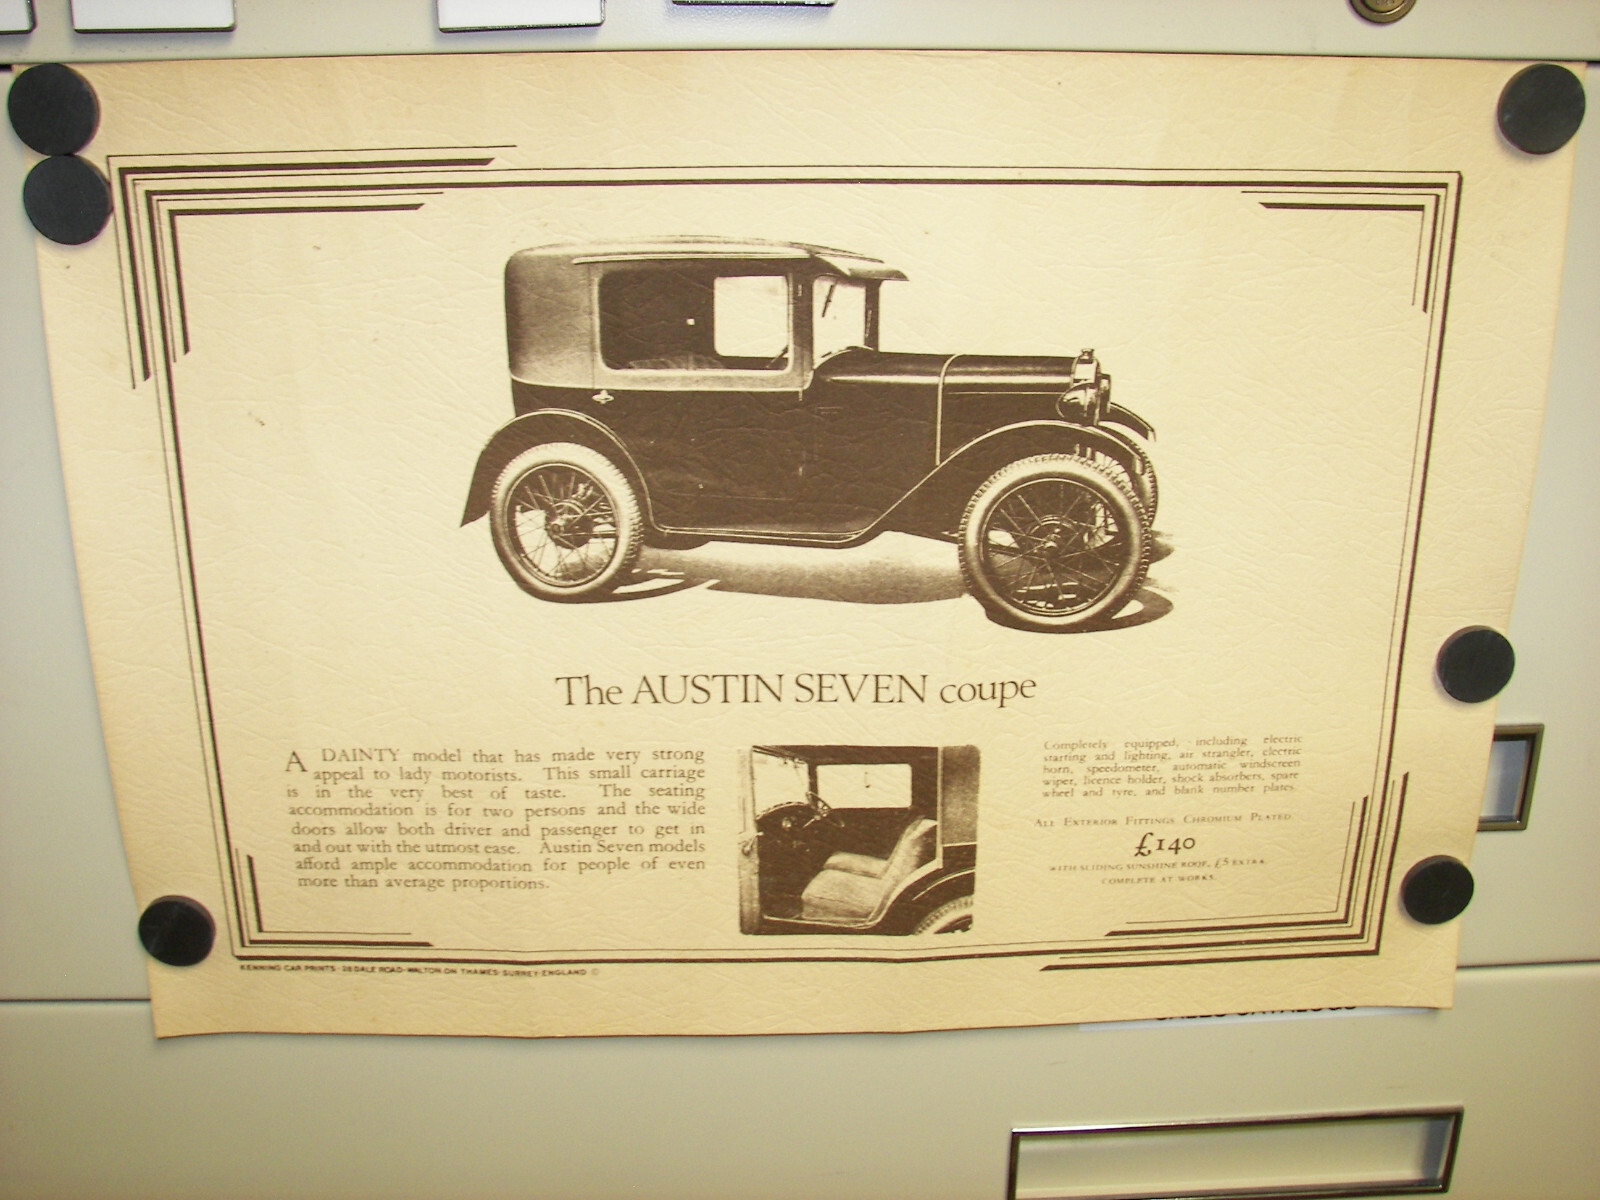 The AUSTIN SEVEN coupe
A DAINTY model that has made very strong
appeal to lady motorists. This small carriage
is in the very best of taste. The seating
accommodation is for two persons and the wide
doors allow both driver and passenger to get in
and out with the utmost ease. Austin Seven models
afford ample accommodation for people of even
more than average proportions.
Completely equipped, including electric
starting and lighting, air strangler, electric
horn, speedometer, automatic windscreen
wiper, licence holder, shock absorbers, spare
wheel and tyre, and blank number plates.
ALL EXTERIOR FITTINGS CHROMIUM PLATED.
£140
WITH SLIDING SUNSHINE ROOF, £5 EXTRA
COMPLETE AT WORKS.
KENNING CAR PRINTS · 28 DALE ROAD · WALTON ON THAMES · SURREY · ENGLAND ©